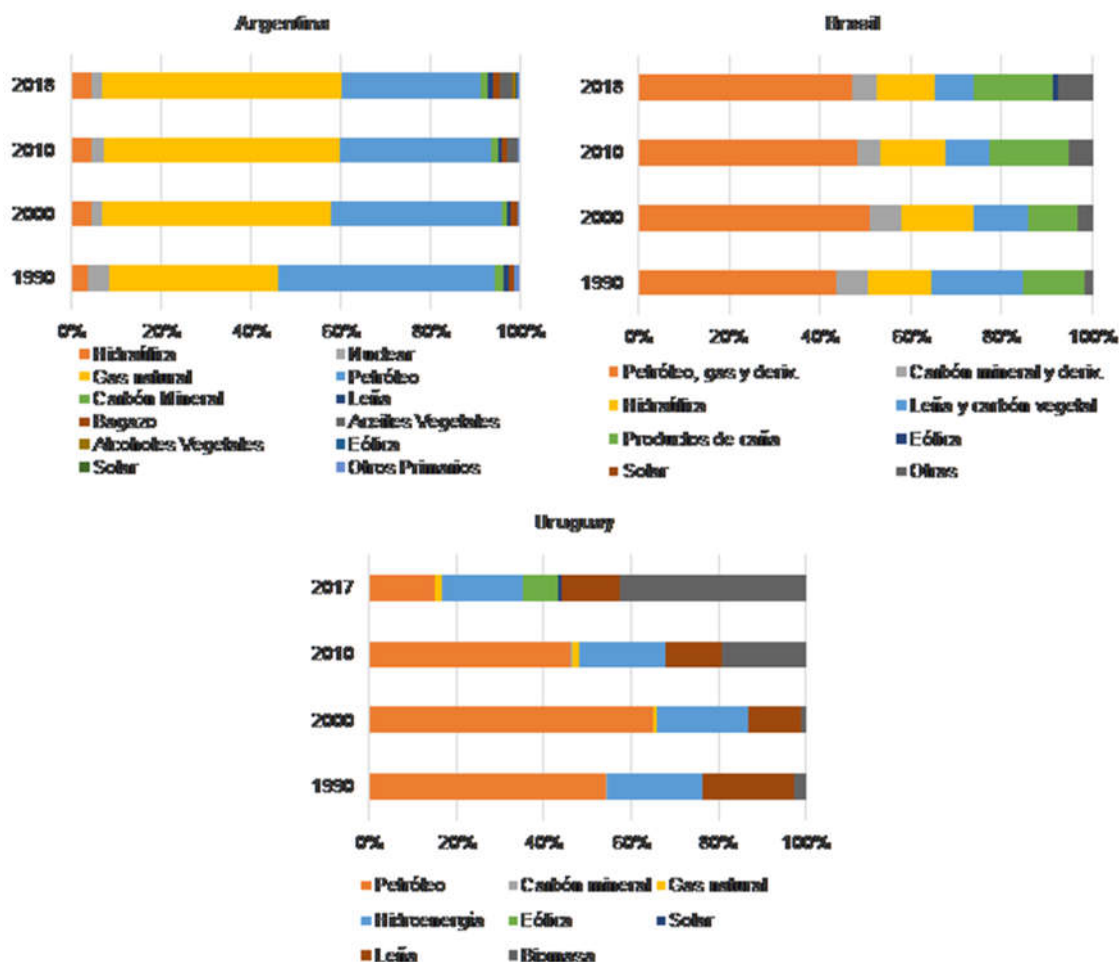 Argentina
2018
2010
2000
1990
0% 20% 40% 60% 80% 100%
Hidraúlica Nuclear
Gas natural Petróleo
Carbón Mineral Leña
Bagazo Aceites Vegetales
Alcoholes Vegetales Eólica
Solar Otros Primarios
Brasil
2018
2010
2000
1990
0% 20% 40% 60% 80% 100%
Petróleo, gas y deriv. Carbón mineral y deriv.
Hidraúlica Leña y carbón vegetal
Productos de caña Eólica
Solar Otras
Uruguay
2017
2010
2000
1990
0% 20% 40% 60% 80% 100%
Petróleo Carbón mineral Gas natural
Hidroenergia Eólica Solar
Leña Biomasa